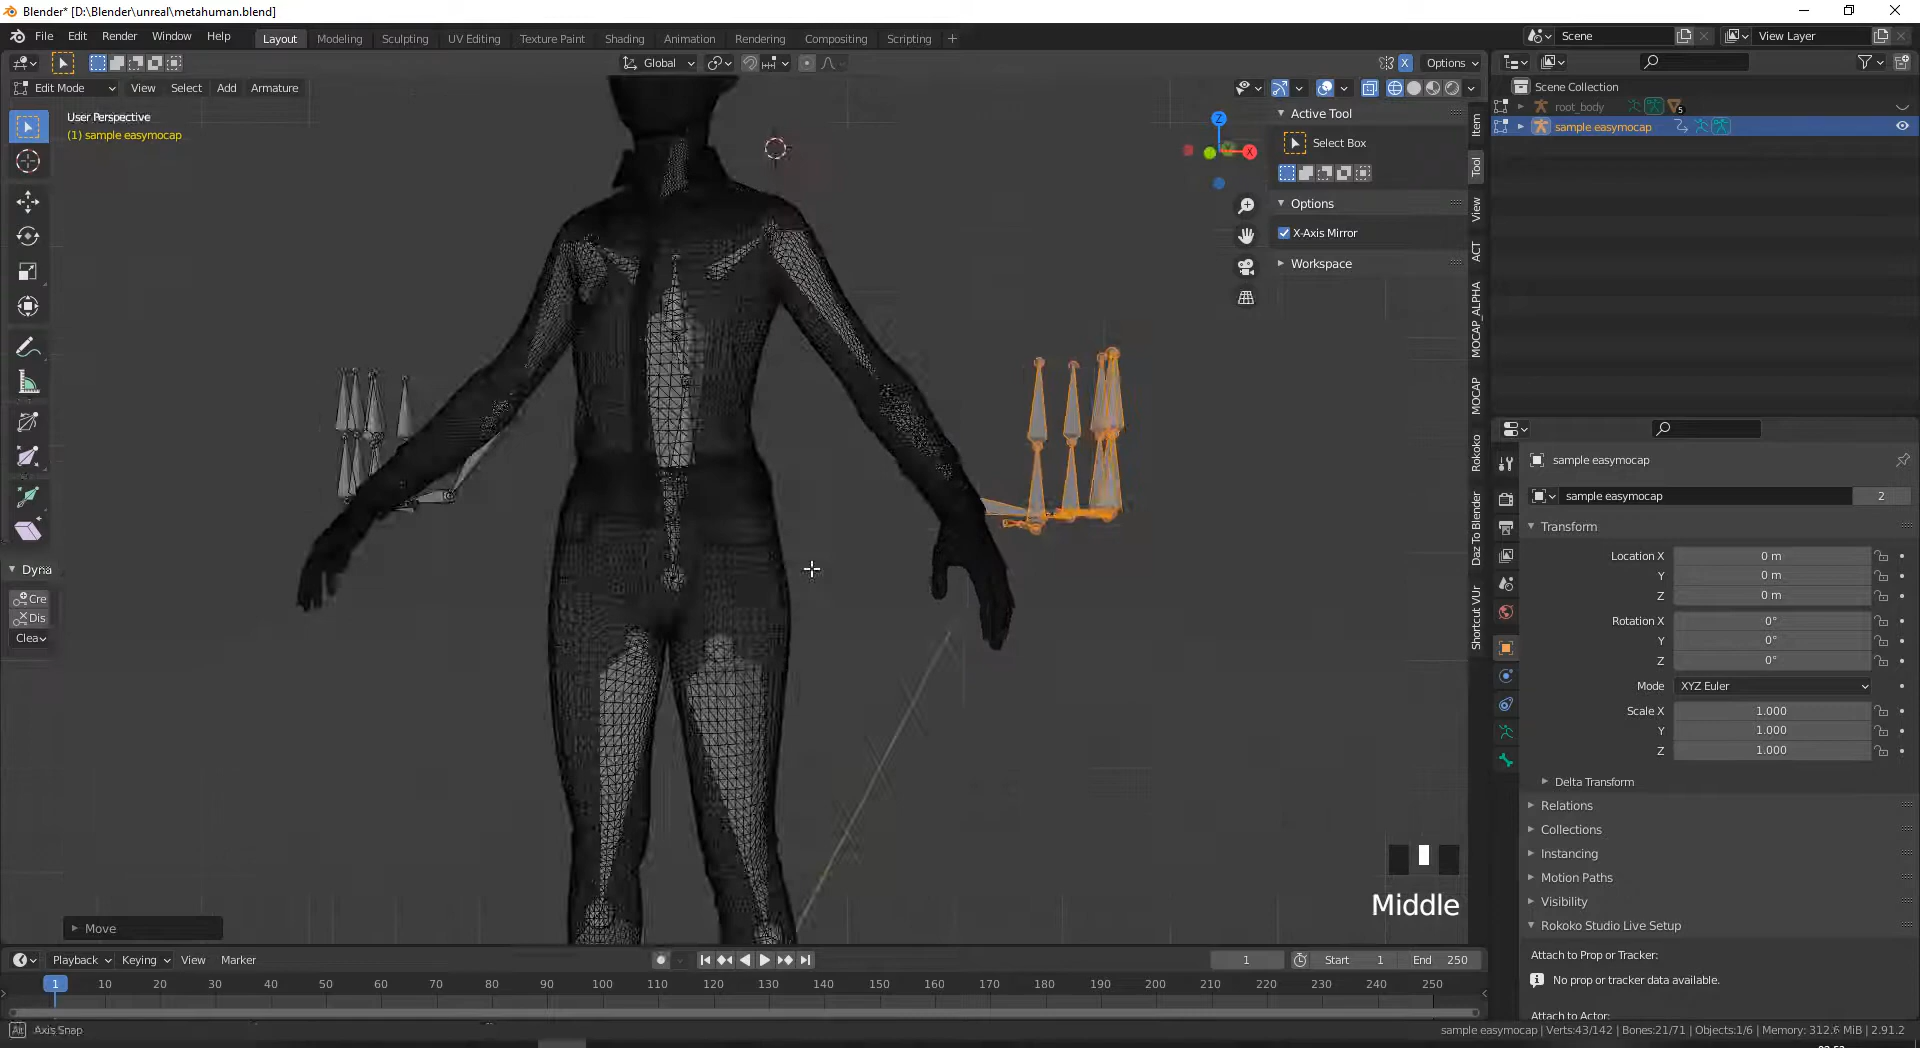 Blender* [D:\Blender\unreal\metahuman.blend]
File Edit Render Window Help Layout Modeling Sculpting UV Editing Texture Paint Shading Animation Rendering Compositing Scripting + Scene View Layer
Global Options
Edit Mode View Select Add Armature
User Perspective
(1) sample easymocap
Z
X
Active Tool
Select Box
Options
X-Axis Mirror
Workspace
Item
Tool
View
ACT
MOCAP_ALPHA
MOCAP
Rokoko
Daz To Blender
Shortcut VUr
Scene Collection
root_body
5
sample easymocap
sample easymocap
sample easymocap 2
Transform
Location X 0 m
Y 0 m
Z 0 m
Rotation X 0°
Y 0°
Z 0°
Mode XYZ Euler
Scale X 1.000
Y 1.000
Z 1.000
Delta Transform
Relations
Collections
Instancing
Motion Paths
Visibility
Rokoko Studio Live Setup
Attach to Prop or Tracker:
No prop or tracker data available.
Attach to Actor:
Dyna
Cre
Dis
Clea
Middle
Move
Playback Keying View Marker 1 Start 1 End 250
1 10 20 30 40 50 60 70 80 90 100 110 120 130 140 150 160 170 180 190 200 210 220 230 240 250
Alt Axis Snap
sample easymocap | Verts:43/142 | Bones:21/71 | Objects:1/6 | Memory: 312.6 MiB | 2.91.2